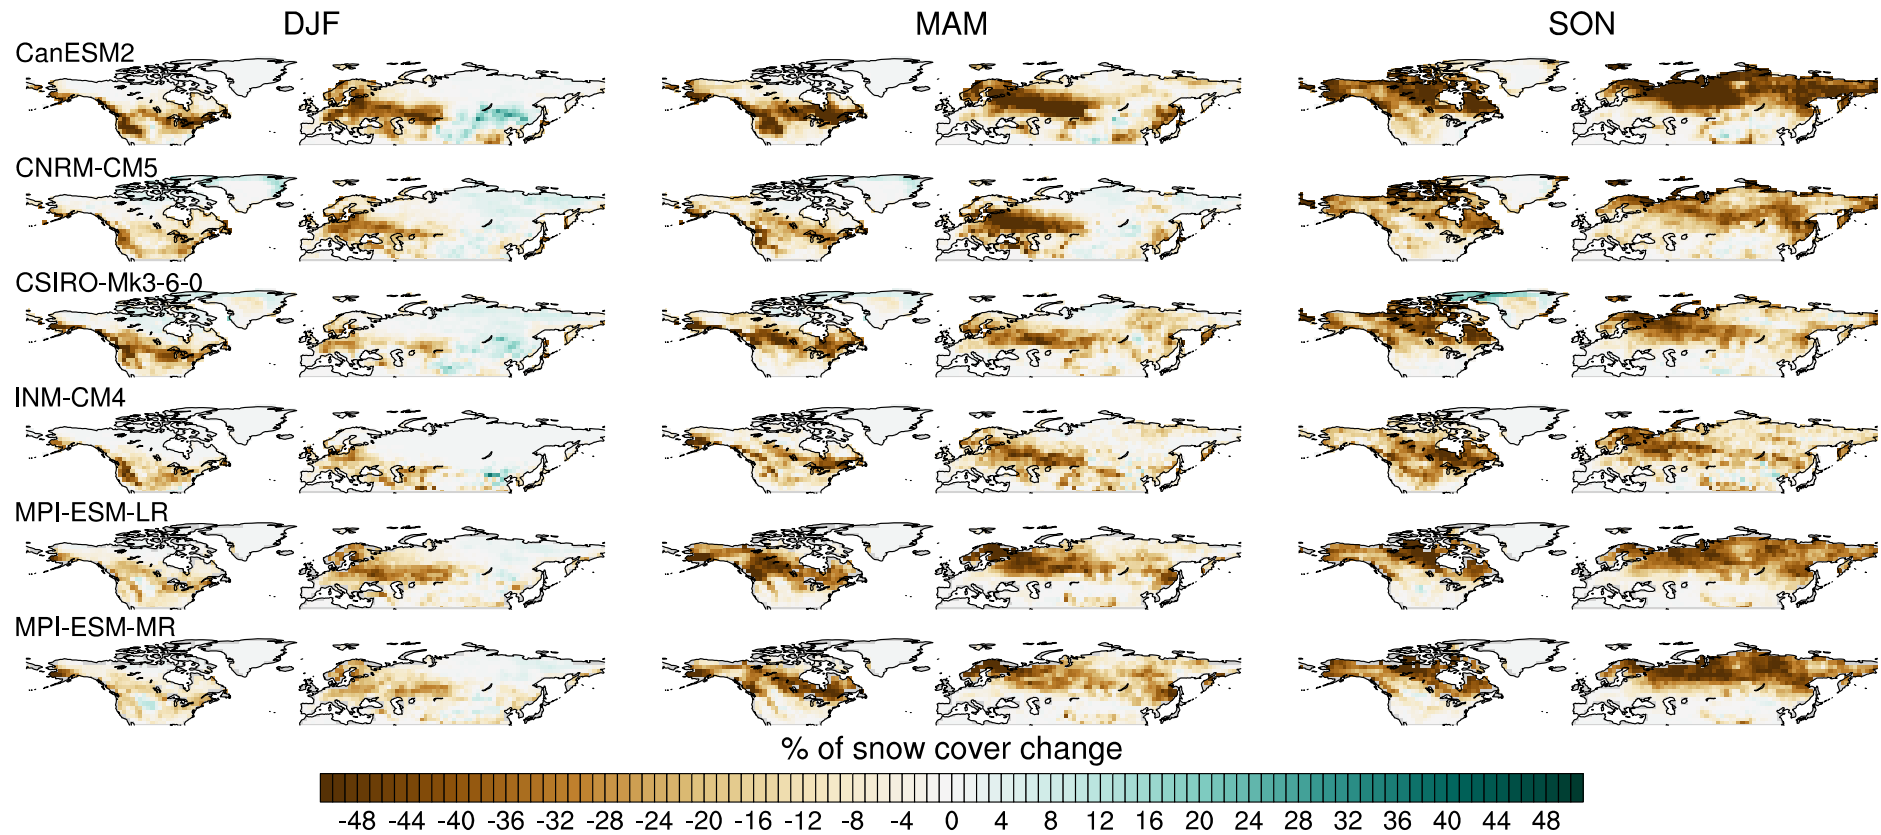 DJF MAM SON
CanESM2
CNRM-CM5
CSIRO-Mk3-6-0
INM-CM4
MPI-ESM-LR
MPI-ESM-MR
% of snow cover change
-48 -44 -40 -36 -32 -28 -24 -20 -16 -12 -8 -4 0 4 8 12 16 20 24 28 32 36 40 44 48